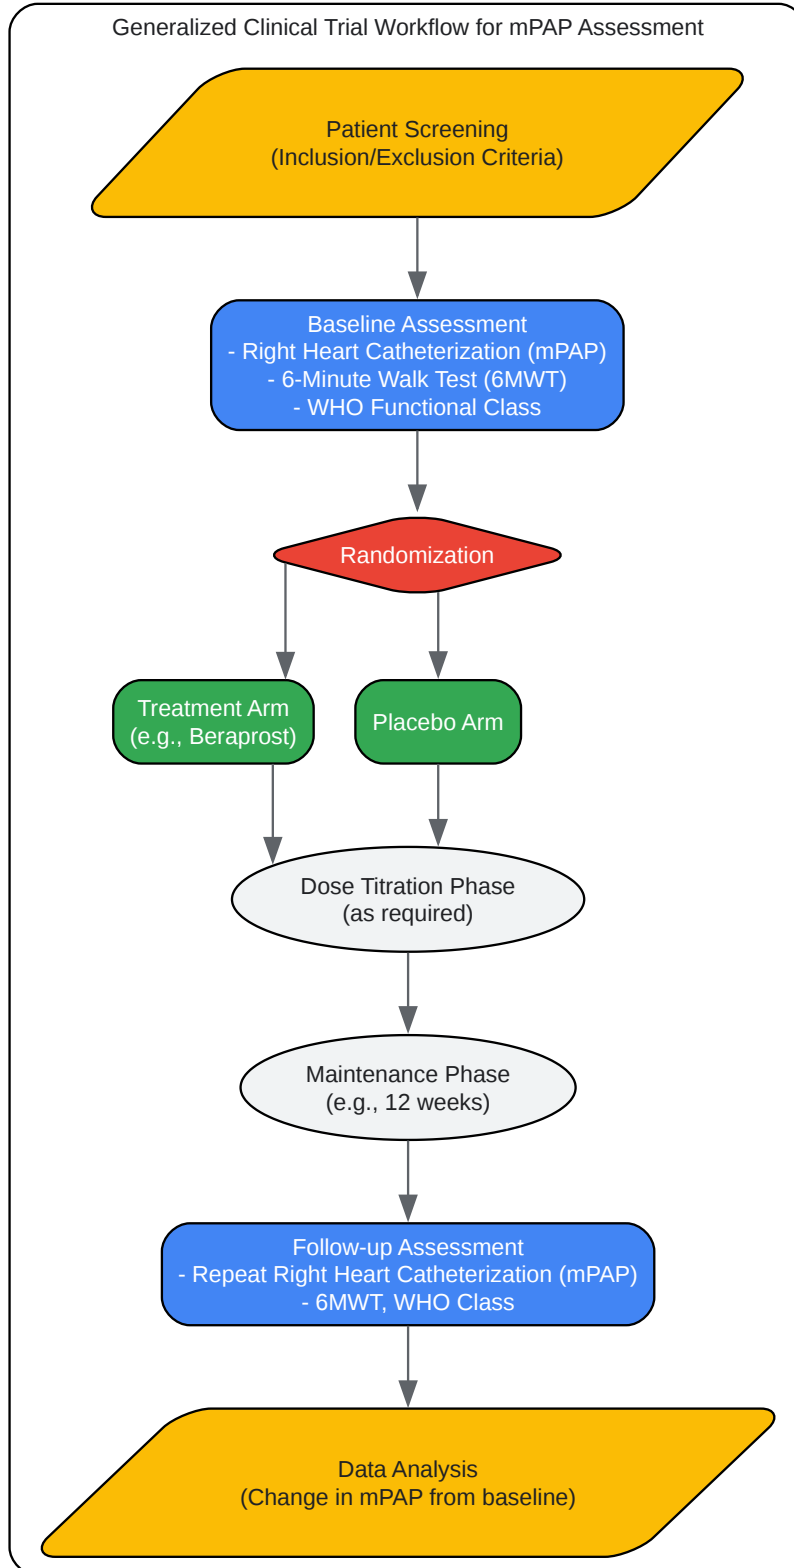 Generalized Clinical Trial Workflow for mPAP Assessment
Patient Screening
(Inclusion/Exclusion Criteria)
Baseline Assessment
- Right Heart Catheterization (mPAP)
- 6-Minute Walk Test (6MWT)
- WHO Functional Class
Randomization
Treatment Arm
(e.g., Beraprost)
Placebo Arm
Dose Titration Phase
(as required)
Maintenance Phase
(e.g., 12 weeks)
Follow-up Assessment
- Repeat Right Heart Catheterization (mPAP)
- 6MWT, WHO Class
Data Analysis
(Change in mPAP from baseline)